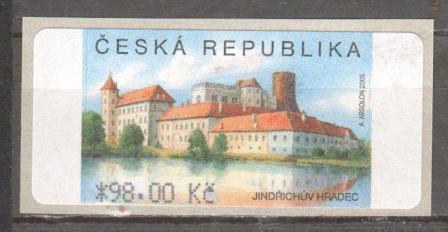 ČESKÁ REPUBLIKA
A. ABSOLON 2005
*98.00 Kč
JINDŘICHŮV HRADEC